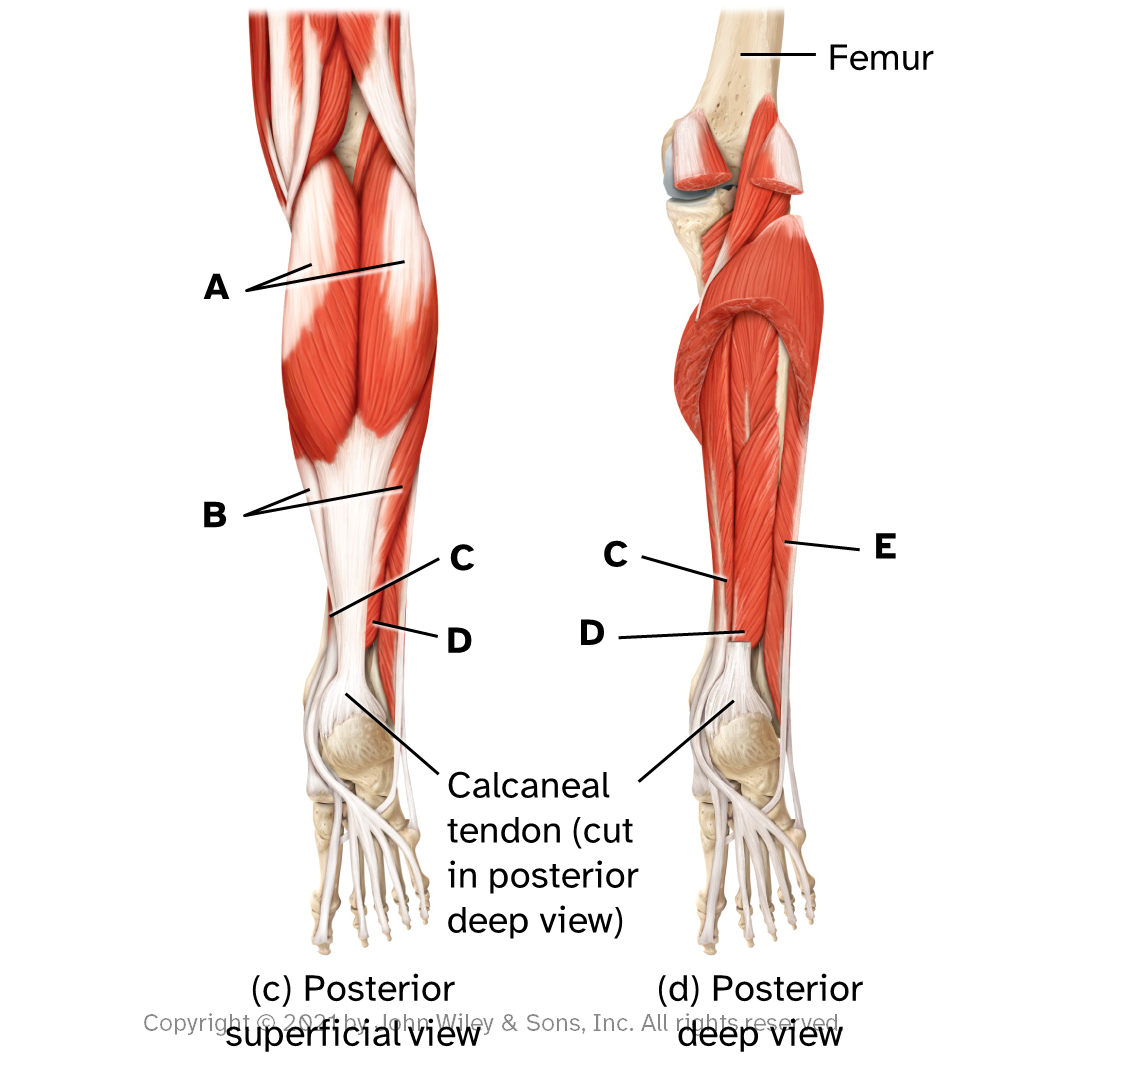 Femur
A
B
C
C
E
D
D
Calcaneal
tendon (cut
in posterior
deep view)
(c) Posterior
superficial view
(d) Posterior
deep view
Copyright © 2021 by John Wiley & Sons, Inc. All rights reserved.